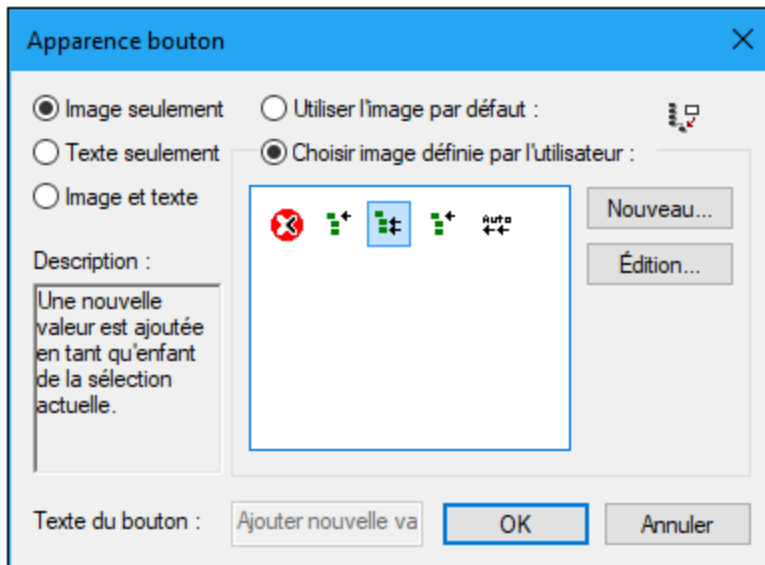 Apparence bouton
Image seulement
Utiliser l'image par défaut :
Texte seulement
Choisir image définie par l'utilisateur :
Image et texte
Auto
Nouveau...
Édition...
Description :
Une nouvelle
valeur est ajoutée
en tant qu'enfant
de la sélection
actuelle.
Texte du bouton :
Ajouter nouvelle va
OK
Annuler